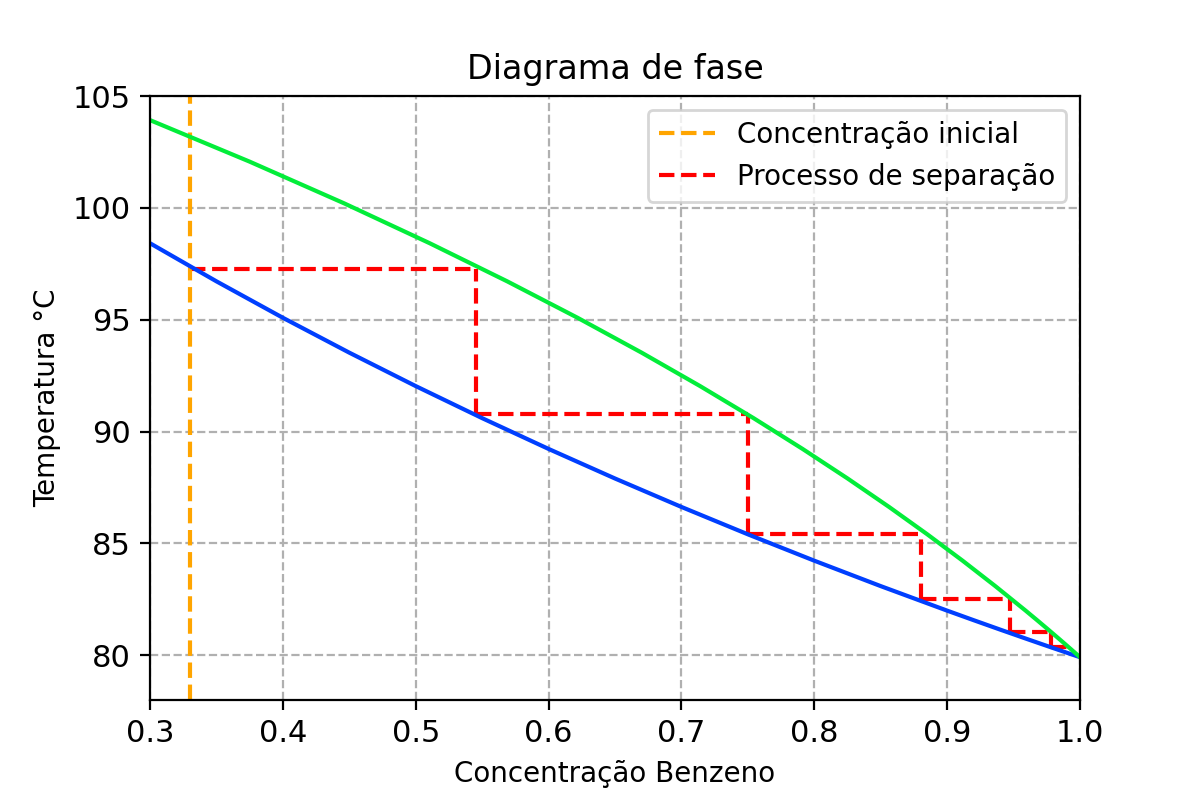 Diagrama de fase
105
100
95
90
85
80
Temperatura °C
Concentração inicial
Processo de separação
0.3 0.4 0.5 0.6 0.7 0.8 0.9 1.0
Concentração Benzeno